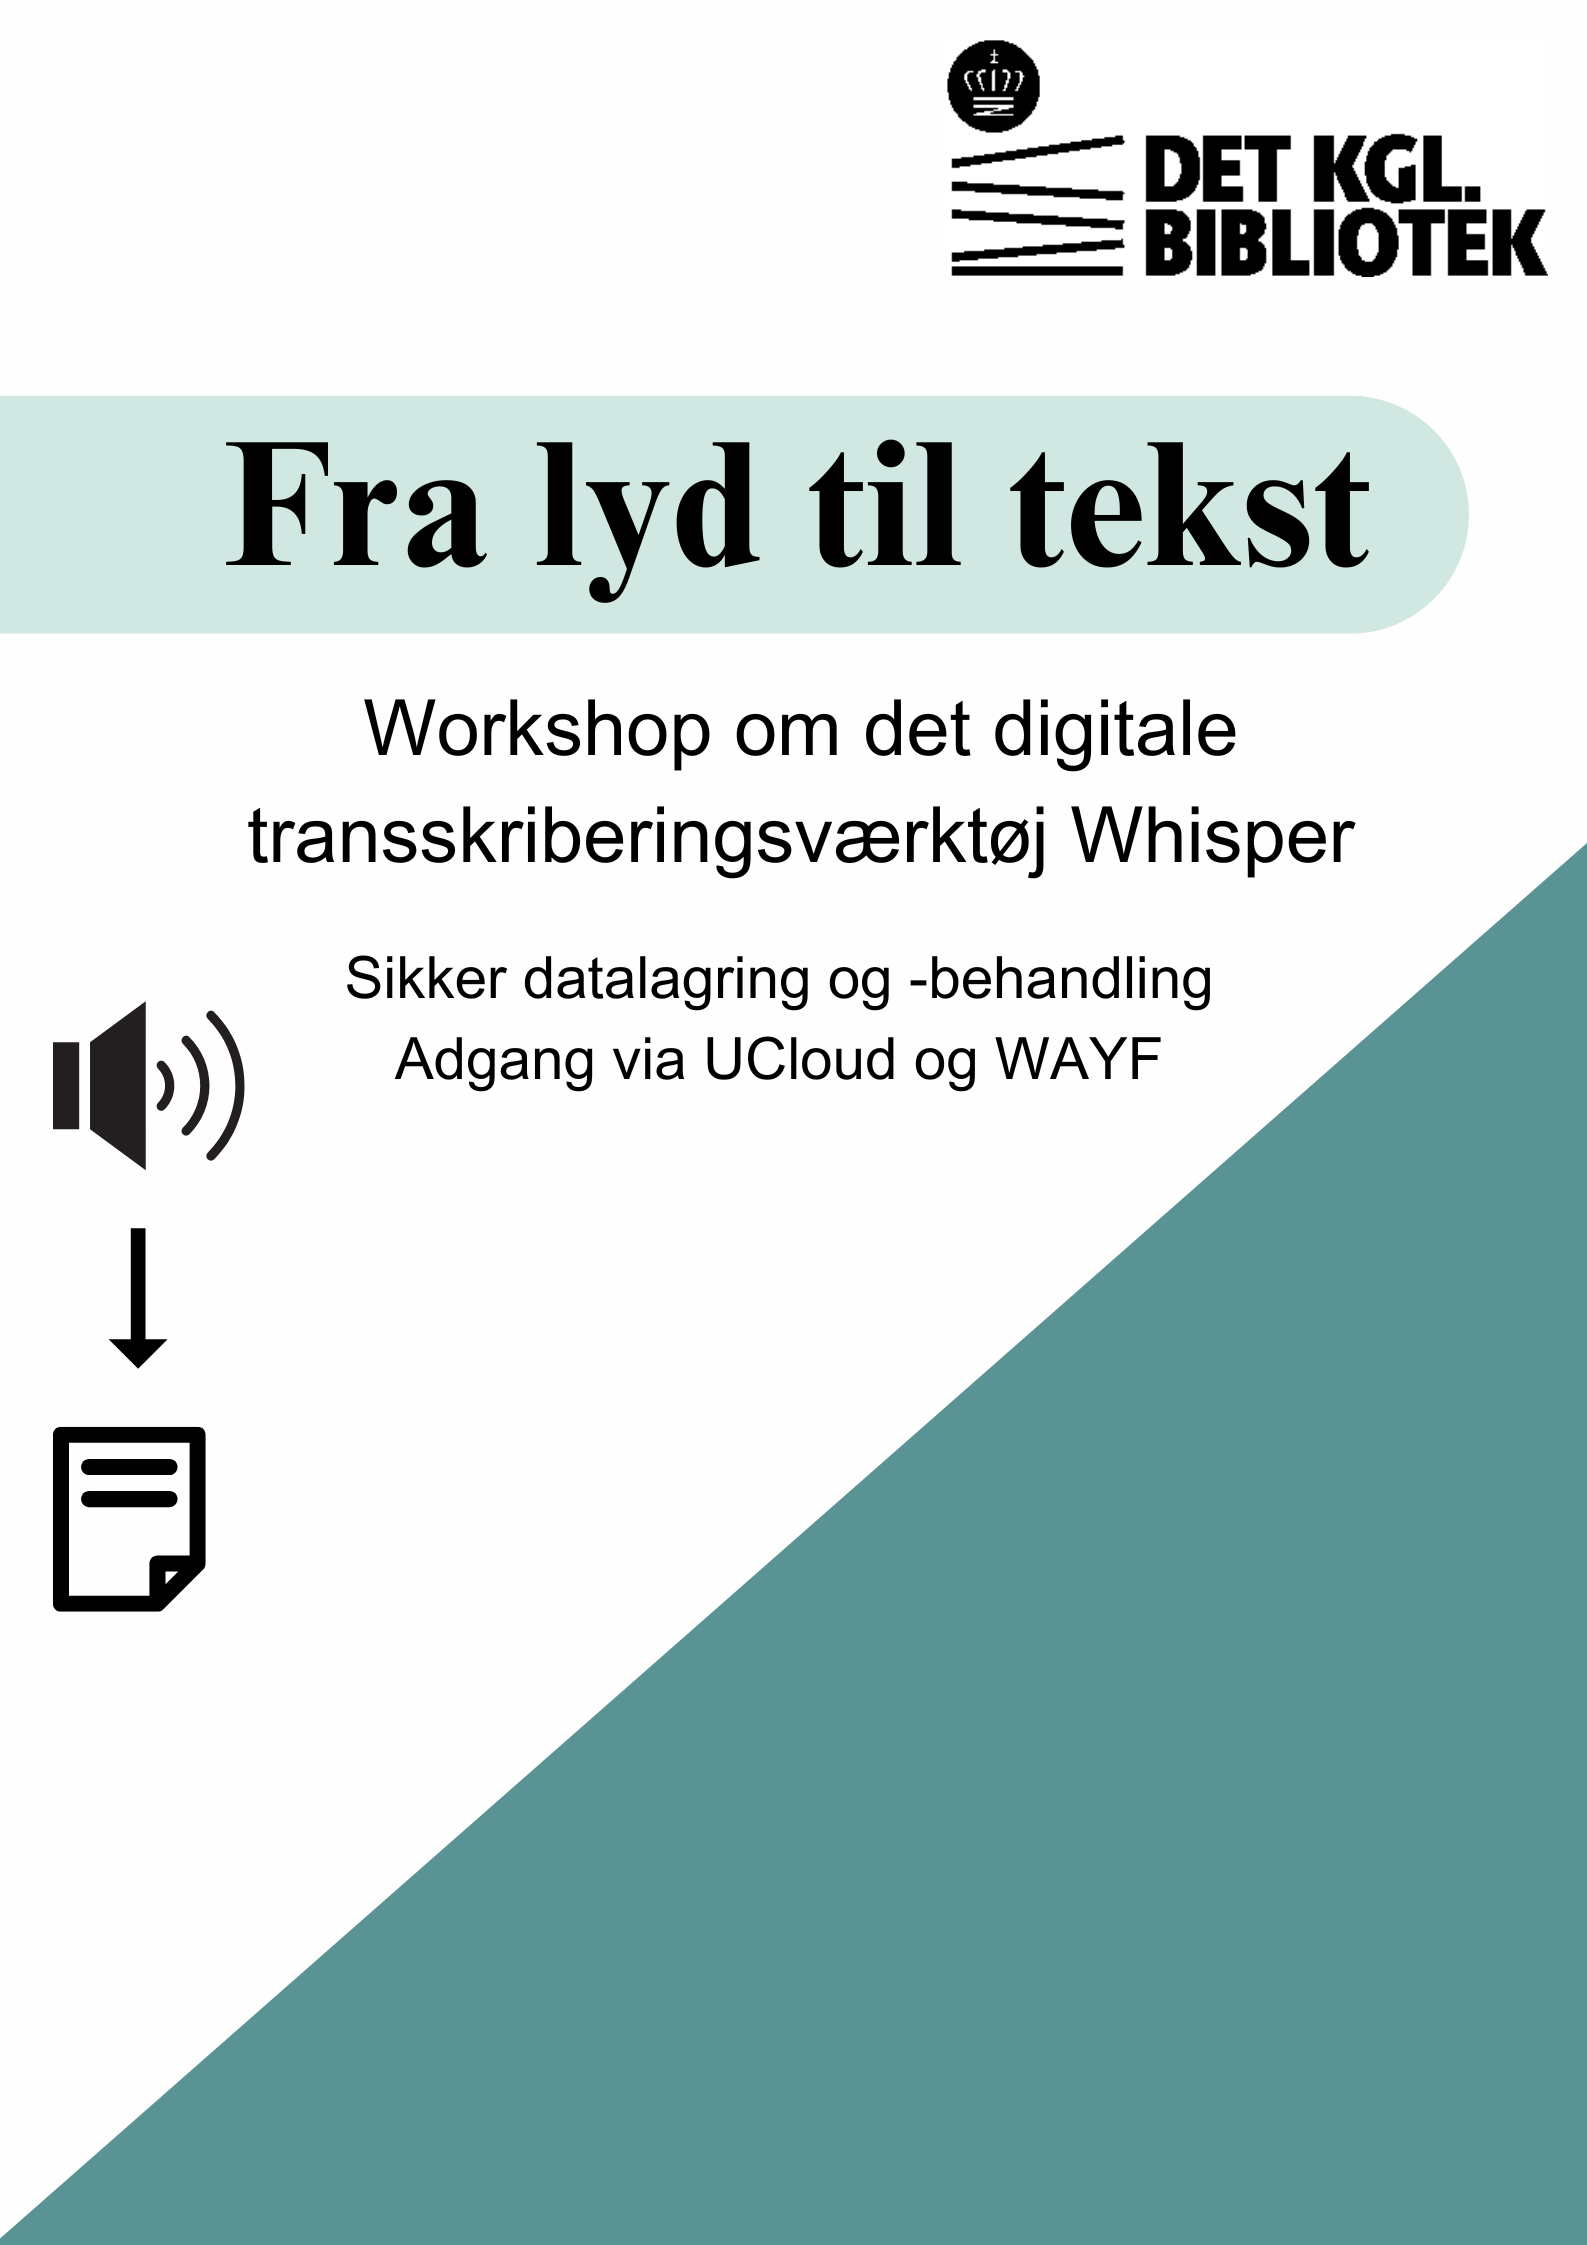 DET KGL.
BIBLIOTEK
Fra lyd til tekst
Workshop om det digitale
transskriberingsværktøj Whisper
Sikker datalagring og -behandling
Adgang via UCloud og WAYF